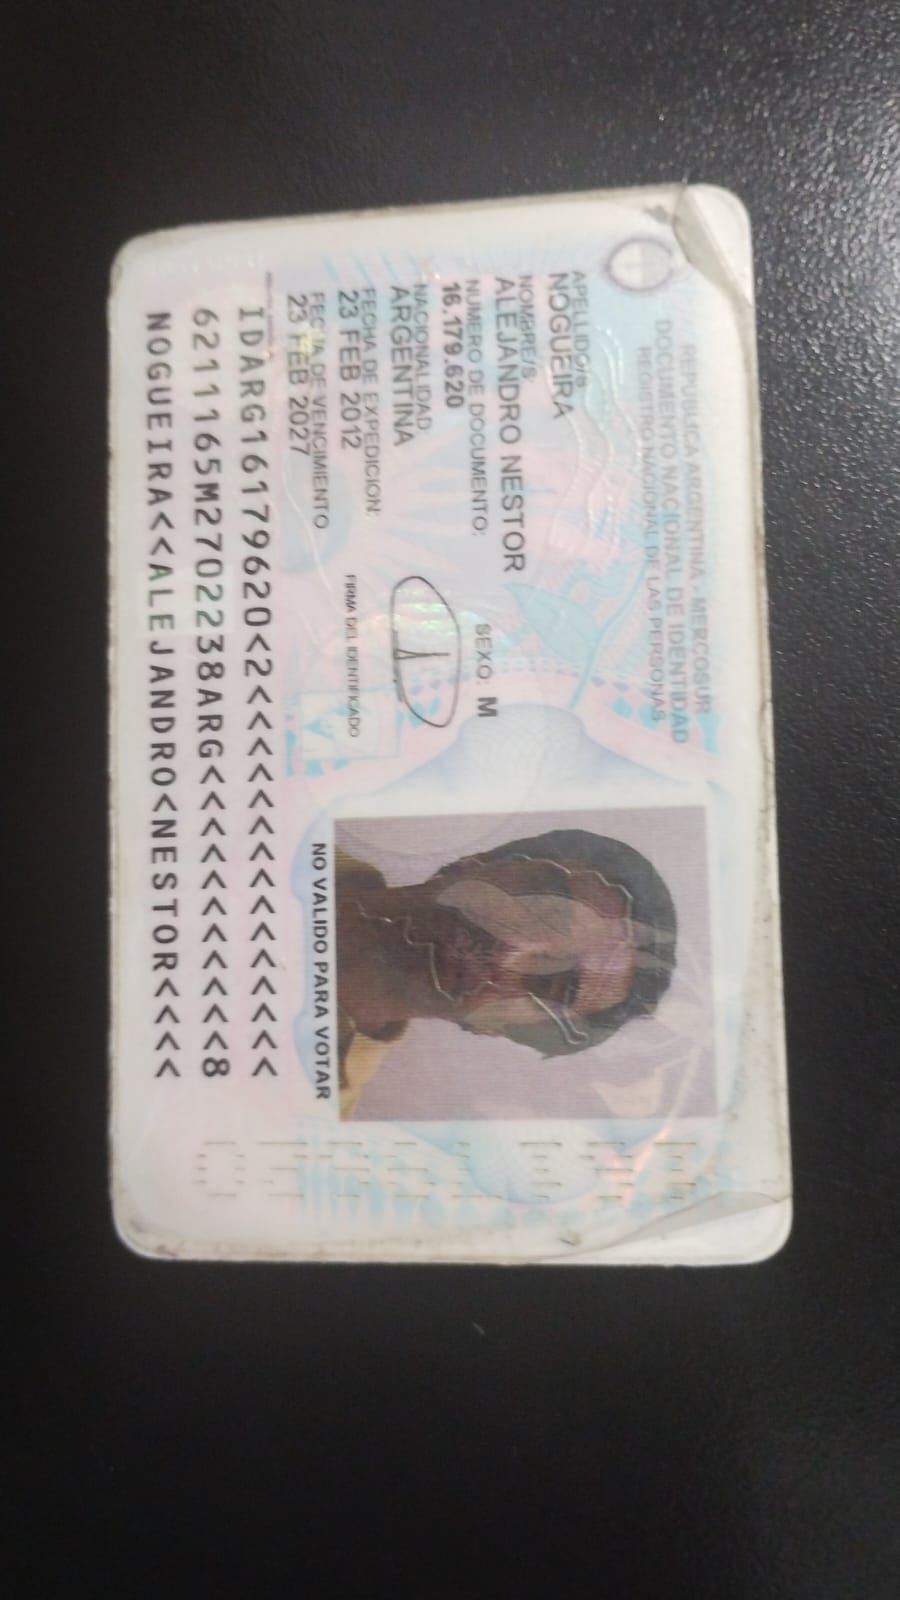 REPUBLICA ARGENTINA - MERCOSUR
DOCUMENTO NACIONAL DE IDENTIDAD
REGISTRO NACIONAL DE LAS PERSONAS
APELLIDO/S
NOGUEIRA
NOMBRE/S
ALEJANDRO NESTOR
NUMERO DE DOCUMENTO:
SEXO: M
16.179.620
NACIONALIDAD
ARGENTINA
FECHA DE EXPEDICION:
23 FEB 2012
FIRMA DEL IDENTIFICADO
FECHA DE VENCIMIENTO
23 FEB 2027
NO VALIDO PARA VOTAR
IDARG16179620<2<<<<<<<<<<<<<<<
6211165M2702238ARG<<<<<<<<<<<8
NOGUEIRA<<ALEJANDRO<NESTOR<<<<